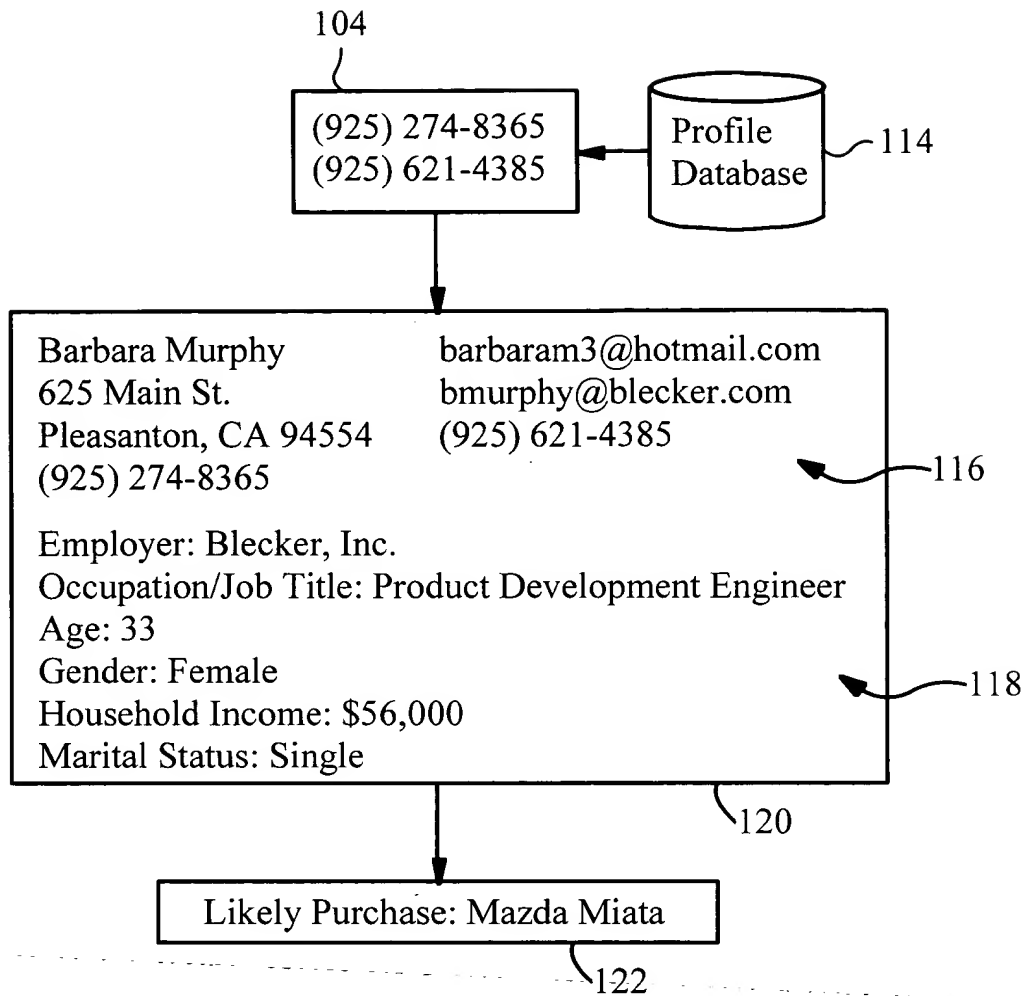 104
(925) 274-8365
(925) 621-4385
Profile
Database
114
Barbara Murphy
625 Main St.
Pleasanton, CA 94554
(925) 274-8365
barbaram3@hotmail.com
bmurphy@blecker.com
(925) 621-4385
116
Employer: Blecker, Inc.
Occupation/Job Title: Product Development Engineer
Age: 33
Gender: Female
Household Income: $56,000
Marital Status: Single
118
120
Likely Purchase: Mazda Miata
122